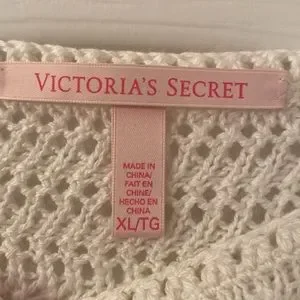 VICTORIA'S SECRET
MADE IN
CHINA/
FAIT EN
CHINE/
HECHO EN
CHINA
XL/TG